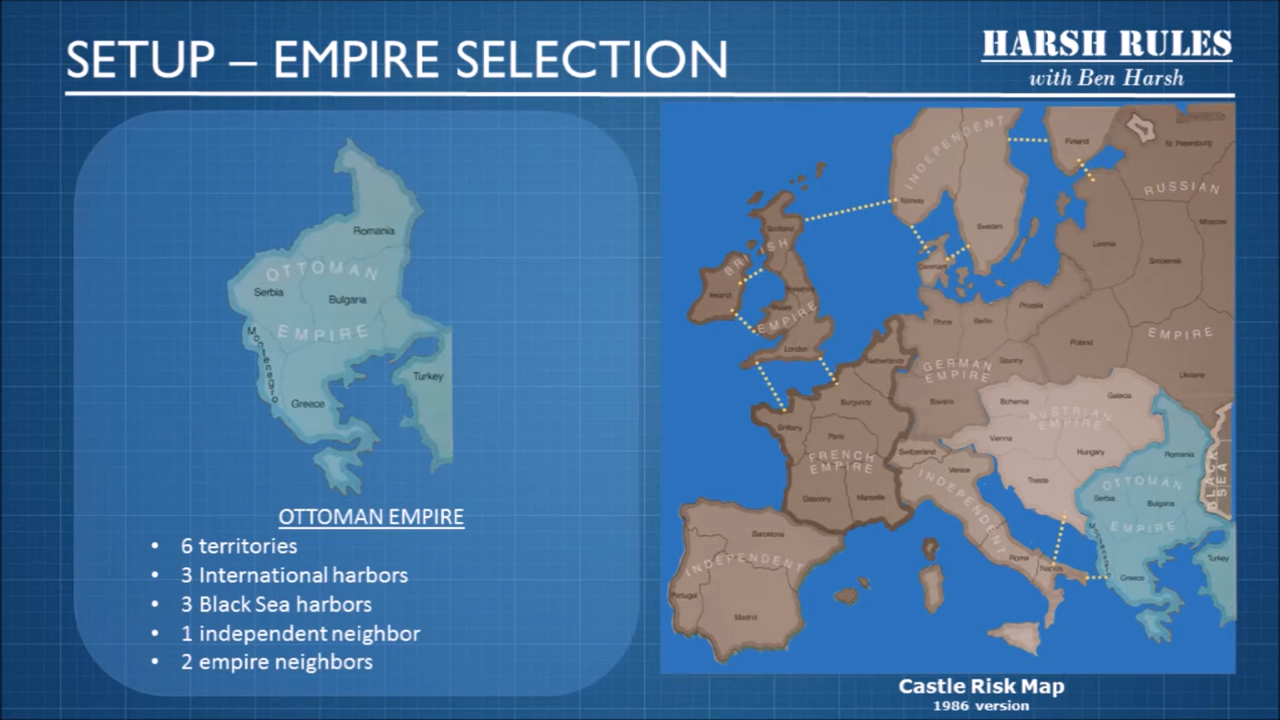 SETUP – EMPIRE SELECTION
HARSH RULES
with Ben Harsh
Romania
OTTOMAN
Serbia
Bulgaria
EMPIRE
Montenegro
Turkey
Greece
OTTOMAN EMPIRE
• 6 territories
• 3 International harbors
• 3 Black Sea harbors
• 1 independent neighbor
• 2 empire neighbors
INDEPENDENT
Finland
St. Petersburg
RUSSIAN
Norway
Moscow
Scotland
Sweden
BRITISH
Livonia
Smolensk
Denmark
Ireland
Yorkshire
Wales
Prussia
EMPIRE
Rhine
Berlin
EMPIRE
London
Poland
Netherlands
GERMAN
EMPIRE
Saxony
Ukraine
Burgundy
Bavaria
Bohemia
Galacia
AUSTRIAN
EMPIRE
Brittany
Paris
Vienna
Switzerland
Hungary
Romania
FRENCH
EMPIRE
Venice
INDEPENDENT
Trieste
OTTOMAN
BLACK
SEA
Gascony
Marseille
Serbia
Bulgaria
EMPIRE
Barcelona
Montenegro
INDEPENDENT
Rome
Naples
Turkey
Greece
Portugal
Madrid
Castle Risk Map
1986 version